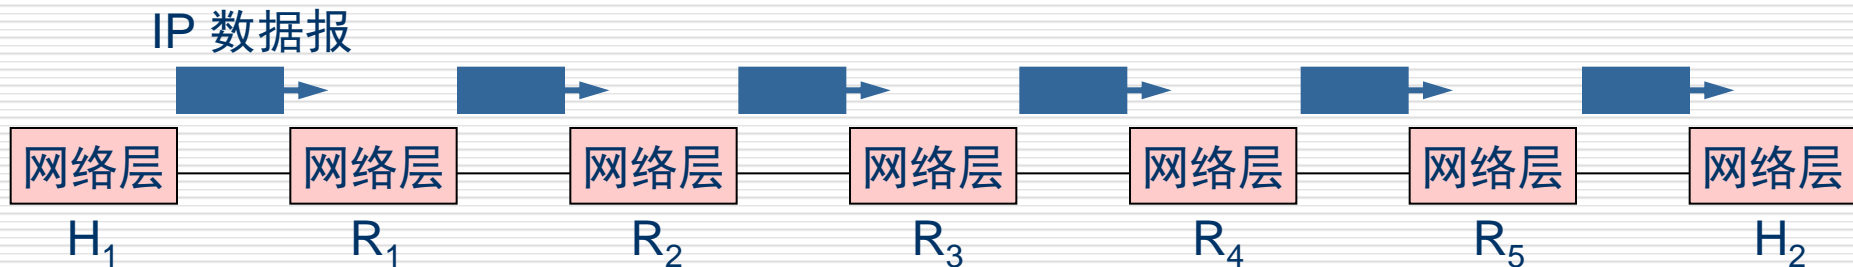 IP 数据报
网络层 网络层 网络层 网络层 网络层 网络层 网络层
H₁ R₁ R₂ R₃ R₄ R₅ H₂